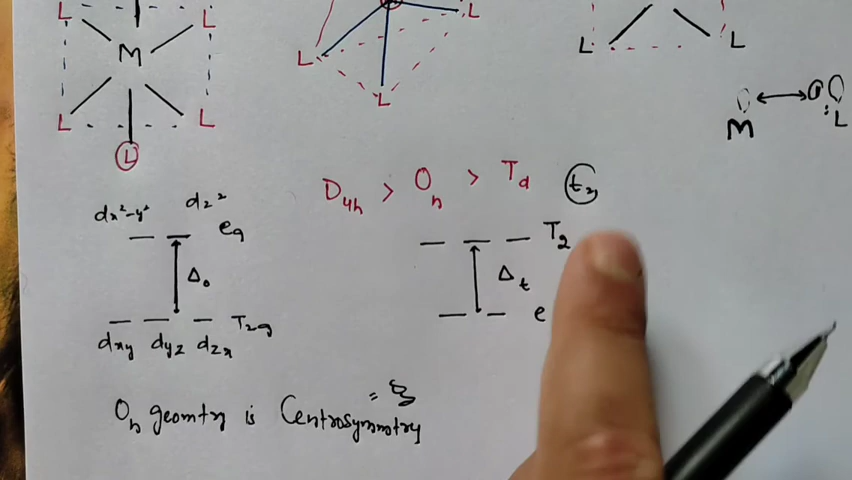 L L
M
L L
L
L L
L
L L
M L
D4h > Oh > Td
dx²-y² dz²
eg
Δo
dxy dyz dzx T2g
T2
Δt
e
Oh geomtry is Centrosymmotry